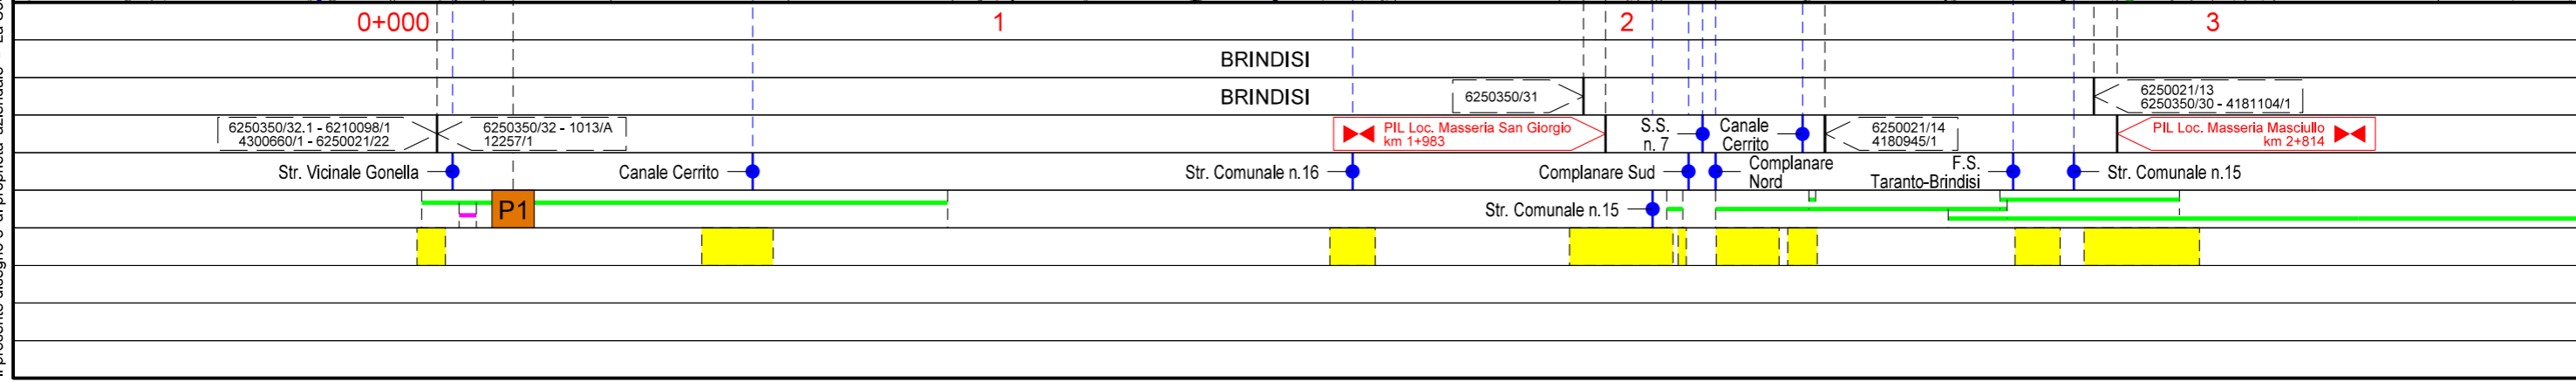 0+000 1 2 3
BRINDISI
BRINDISI
6250350/31
6250021/13
6250350/30 - 4181104/1
6250350/32.1 - 6210098/1
4300660/1 - 6250021/22
6250350/32 - 1013/A
12257/1
PIL Loc. Masseria San Giorgio
km 1+983
S.S.
n. 7
Canale
Cerrito
6250021/14
4180945/1
PIL Loc. Masseria Masciullo
km 2+814
Str. Vicinale Gonella
Canale Cerrito
Str. Comunale n.16
Complanare Sud
Complanare
Nord
F.S.
Taranto-Brindisi
Str. Comunale n.15
P1
Str. Comunale n.15